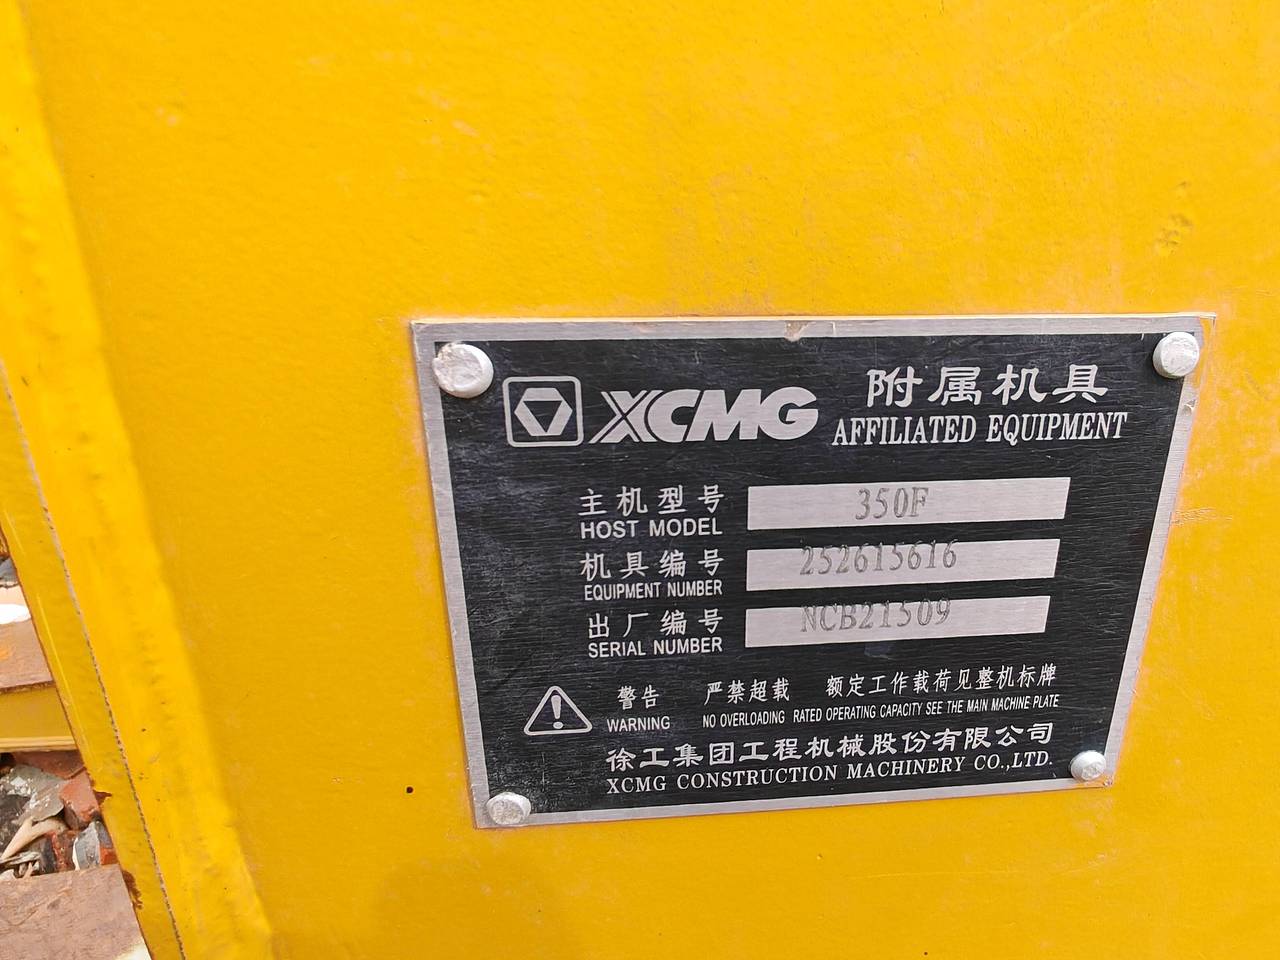 XCMG 附属机具
AFFILIATED EQUIPMENT
主机型号 350F
HOST MODEL
机具编号 252615616
EQUIPMENT NUMBER
出厂编号 NCB21509
SERIAL NUMBER
警告 严禁超载 额定工作载荷见整机标牌
WARNING NO OVERLOADING RATED OPERATING CAPACITY SEE THE MAIN MACHINE PLATE
徐工集团工程机械股份有限公司
XCMG CONSTRUCTION MACHINERY CO.,LTD.